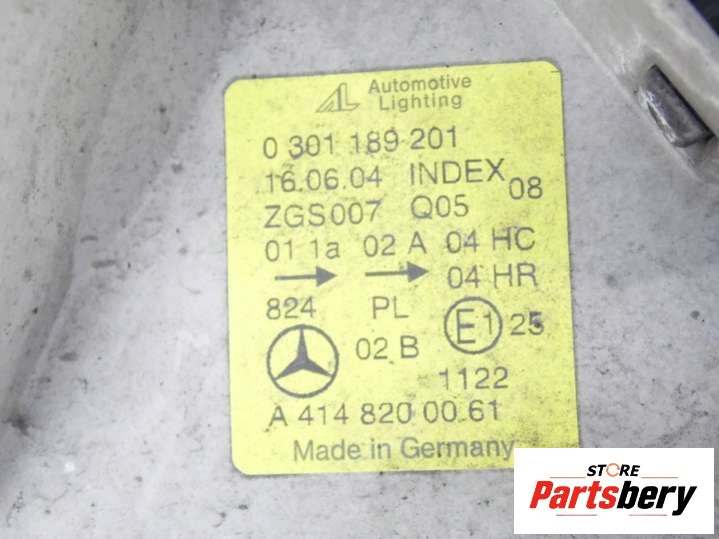 AL Automotive
Lighting
0 301 189 201
16.06.04 INDEX 08
ZGS007 Q05
01 1a 02 A 04 HC
→ → 04 HR
824 PL
02 B E1 25
1122
A 414 820 00 61
Made in Germany
STORE
Partsbery